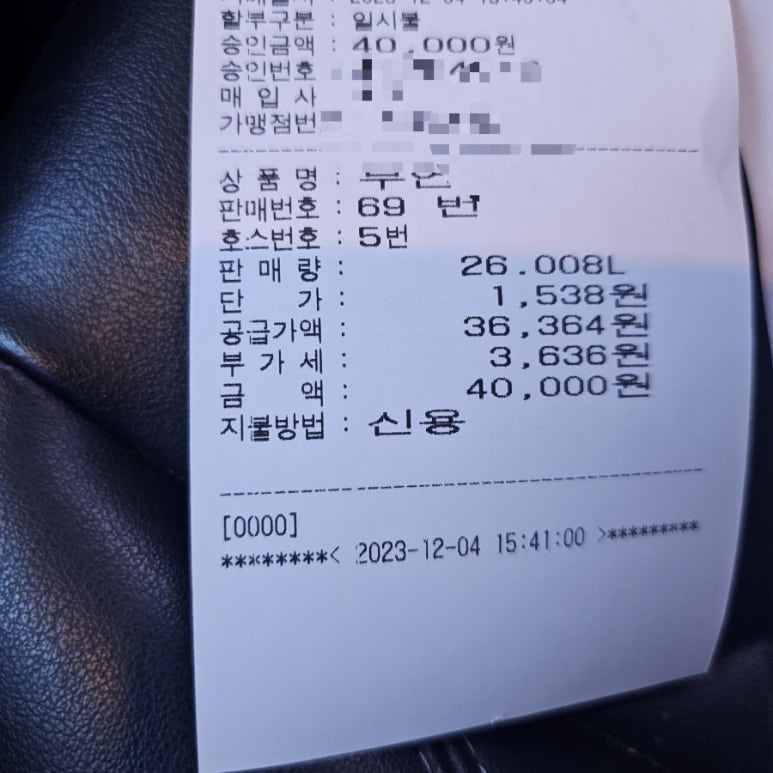 할부구분 : 일시불
승인금액 : 40,000원
승인번호
매 입 사
가맹점번
상 품 명 :
판매번호 : 69 번
호스번호 : 5번
판 매 량 : 26.008L
단 가 : 1,538원
공급가액 : 36,364원
부 가 세 : 3,636원
금 액 : 40,000원
지불방법 : 신용
[0000]
********< 2023-12-04 15:41:00 >*********